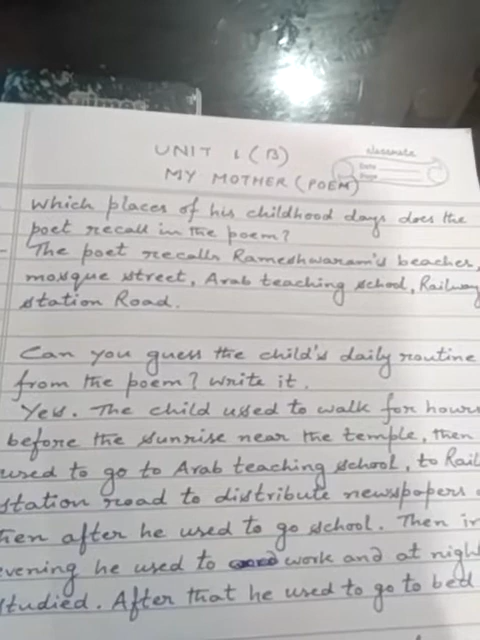 UNIT 1 (B)
classmate
Date
Page
MY MOTHER (POEM)
Which places of his childhood days does the
poet recall in the poem?
The poet recalls Rameshwaram's beaches,
mosque street, Arab teaching school, Railway
station Road.
Can you guess the child's daily routine
from the poem? Write it.
Yes. The child used to walk for hours
before the sunrise near the temple, then
used to go to Arab teaching school, to Rail
station road to distribute newspapers
then after he used to go school. Then in
evening he used to work and at night
studied. After that he used to go to bed